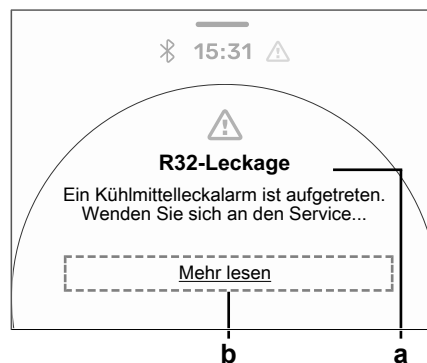 15:31
R32-Leckage
Ein Kühlmittelleckalarm ist aufgetreten.
Wenden Sie sich an den Service...
Mehr lesen
b
a